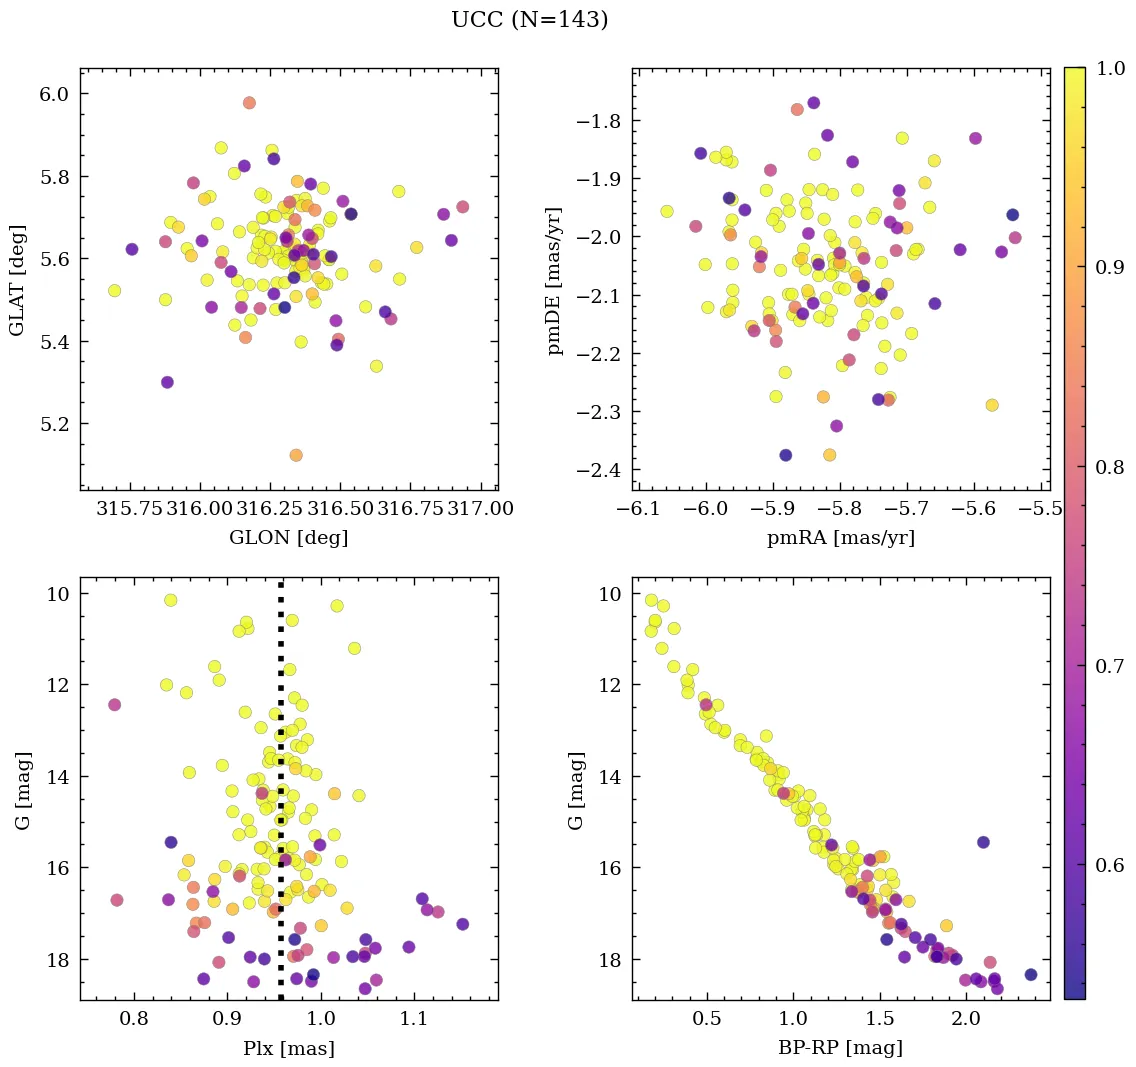 UCC (N=143)
6.0
5.8
5.6
5.4
5.2
GLAT [deg]
315.75 316.00 316.25 316.50 316.75 317.00
GLON [deg]
−1.8
−1.9
−2.0
−2.1
−2.2
−2.3
−2.4
pmDE [mas/yr]
−6.1 −6.0 −5.9 −5.8 −5.7 −5.6 −5.5
pmRA [mas/yr]
1.0
0.9
0.8
0.7
0.6
10
12
14
16
18
G [mag]
0.8 0.9 1.0 1.1
Plx [mas]
10
12
14
16
18
G [mag]
0.5 1.0 1.5 2.0
BP-RP [mag]